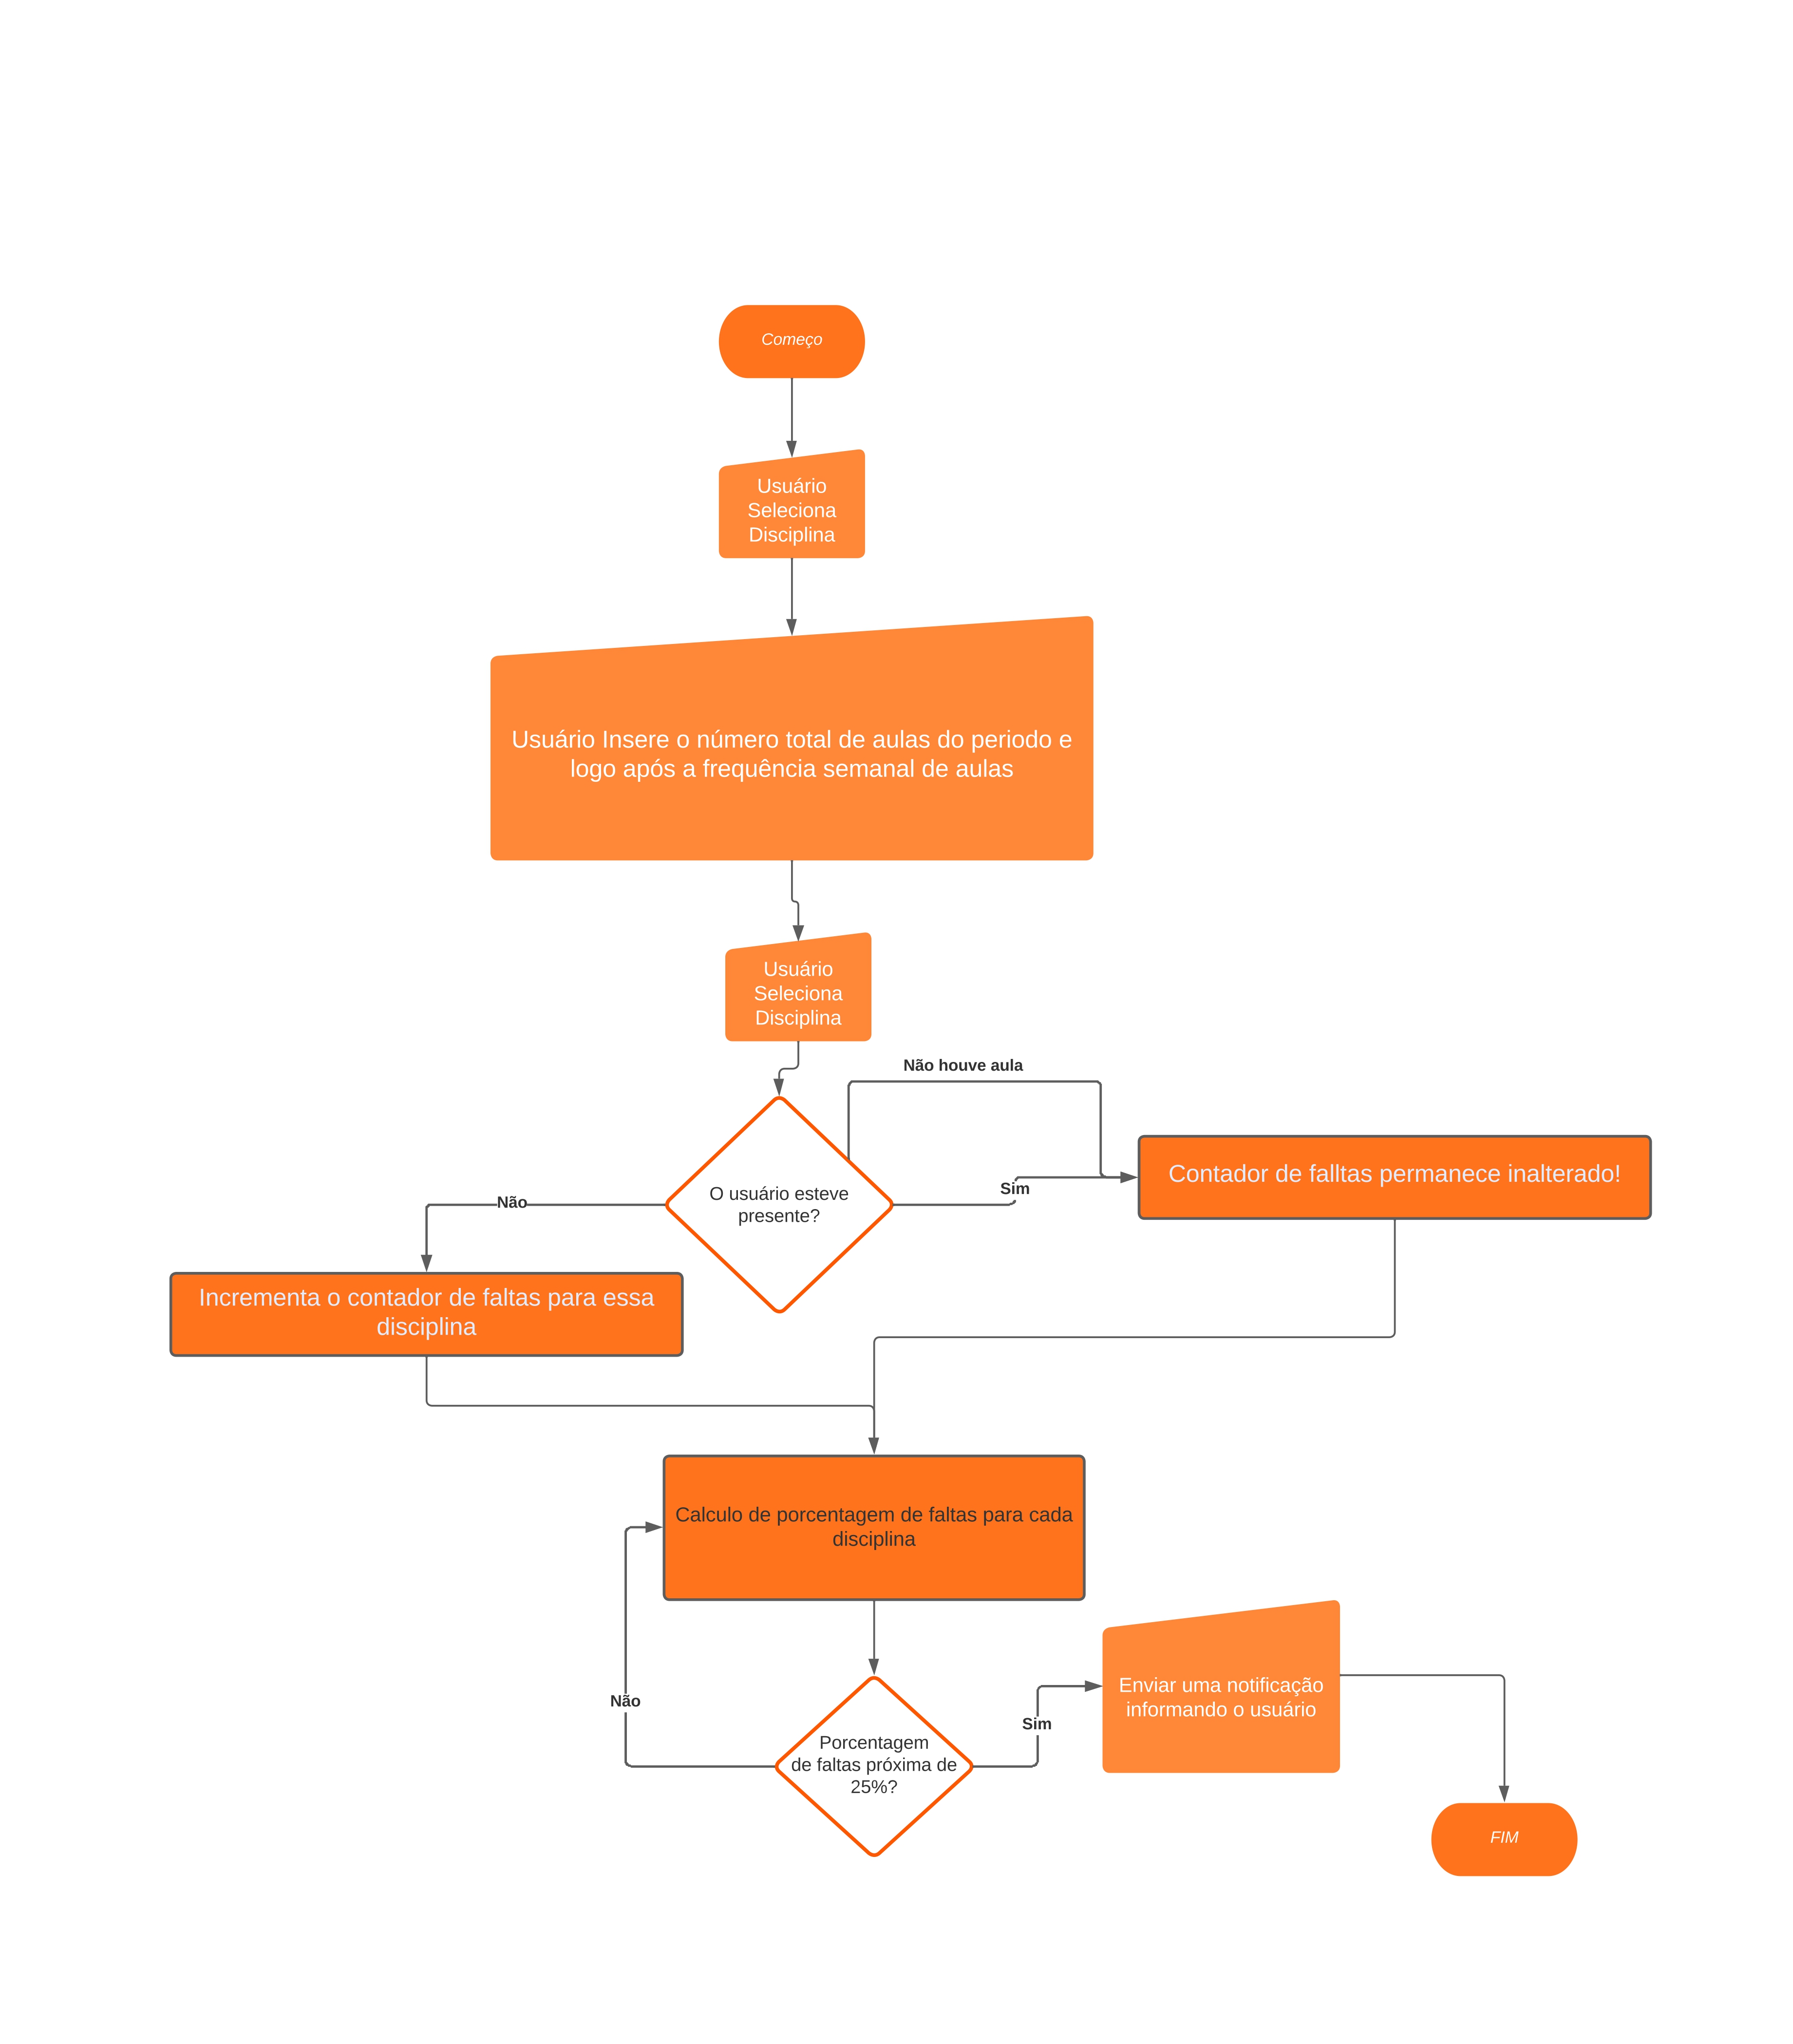 Começo
Usuário
Seleciona
Disciplina
Usuário Insere o número total de aulas do periodo e
logo após a frequência semanal de aulas
Usuário
Seleciona
Disciplina
Não houve aula
O usuário esteve
presente?
Sim
Contador de falltas permanece inalterado!
Não
Incrementa o contador de faltas para essa
disciplina
Calculo de porcentagem de faltas para cada
disciplina
Não
Porcentagem
de faltas próxima de
25%?
Sim
Enviar uma notificação
informando o usuário
FIM